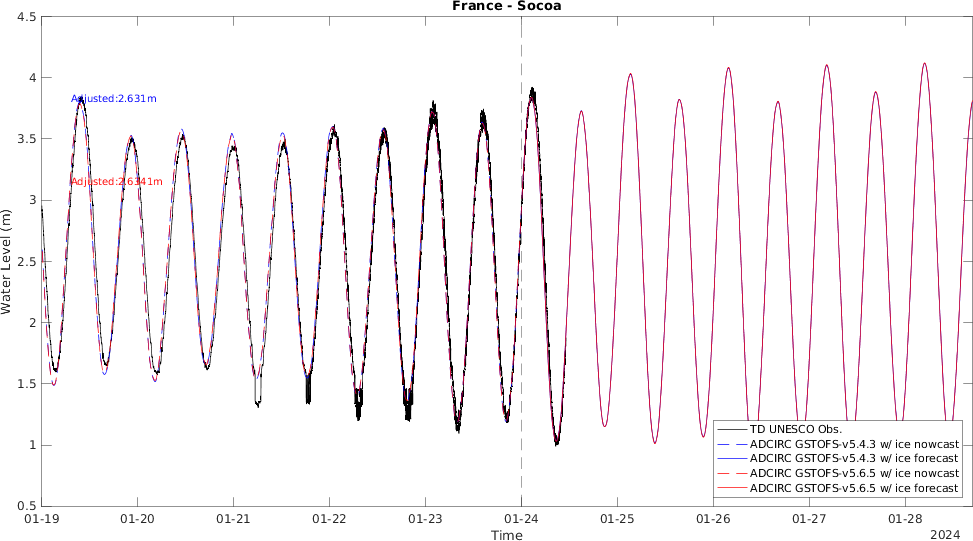 France - Socoa
4.5
4
3.5
3
2.5
2
1.5
1
0.5
Water Level (m)
Adjusted:2.631m
Adjusted:2.6341m
TD UNESCO Obs.
ADCIRC GSTOFS-v5.4.3 w/ ice nowcast
ADCIRC GSTOFS-v5.4.3 w/ ice forecast
ADCIRC GSTOFS-v5.6.5 w/ ice nowcast
ADCIRC GSTOFS-v5.6.5 w/ ice forecast
01-19 01-20 01-21 01-22 01-23 01-24 01-25 01-26 01-27 01-28
Time
2024